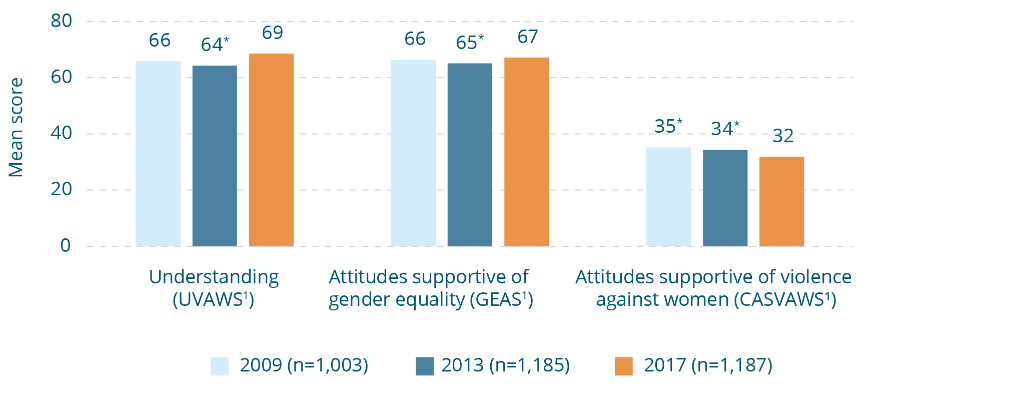 80
60
40
20
0
Mean score
66
64*
69
66
65*
67
35*
34*
32
Understanding
(UVAWS¹)
Attitudes supportive of
gender equality (GEAS¹)
Attitudes supportive of violence
against women (CASVAWS¹)
2009 (n=1,003)
2013 (n=1,185)
2017 (n=1,187)